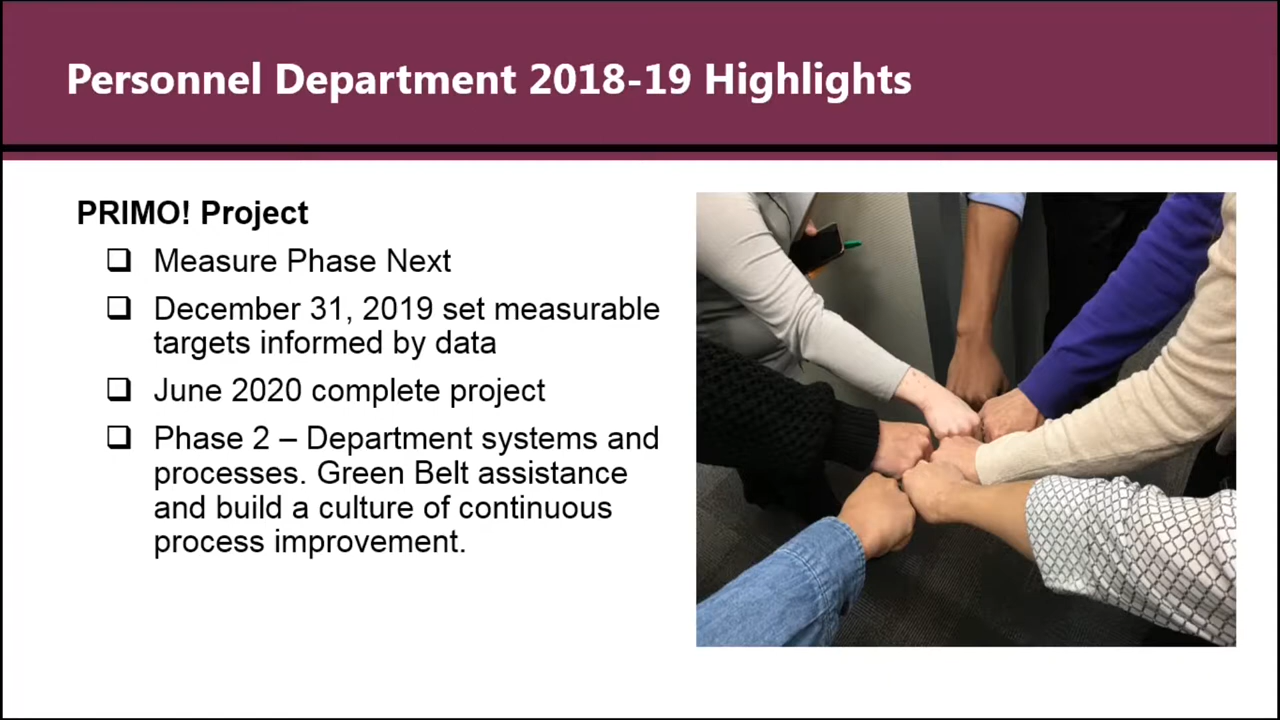 Personnel Department 2018-19 Highlights
PRIMO! Project
Measure Phase Next
December 31, 2019 set measurable
targets informed by data
June 2020 complete project
Phase 2 – Department systems and
processes. Green Belt assistance
and build a culture of continuous
process improvement.